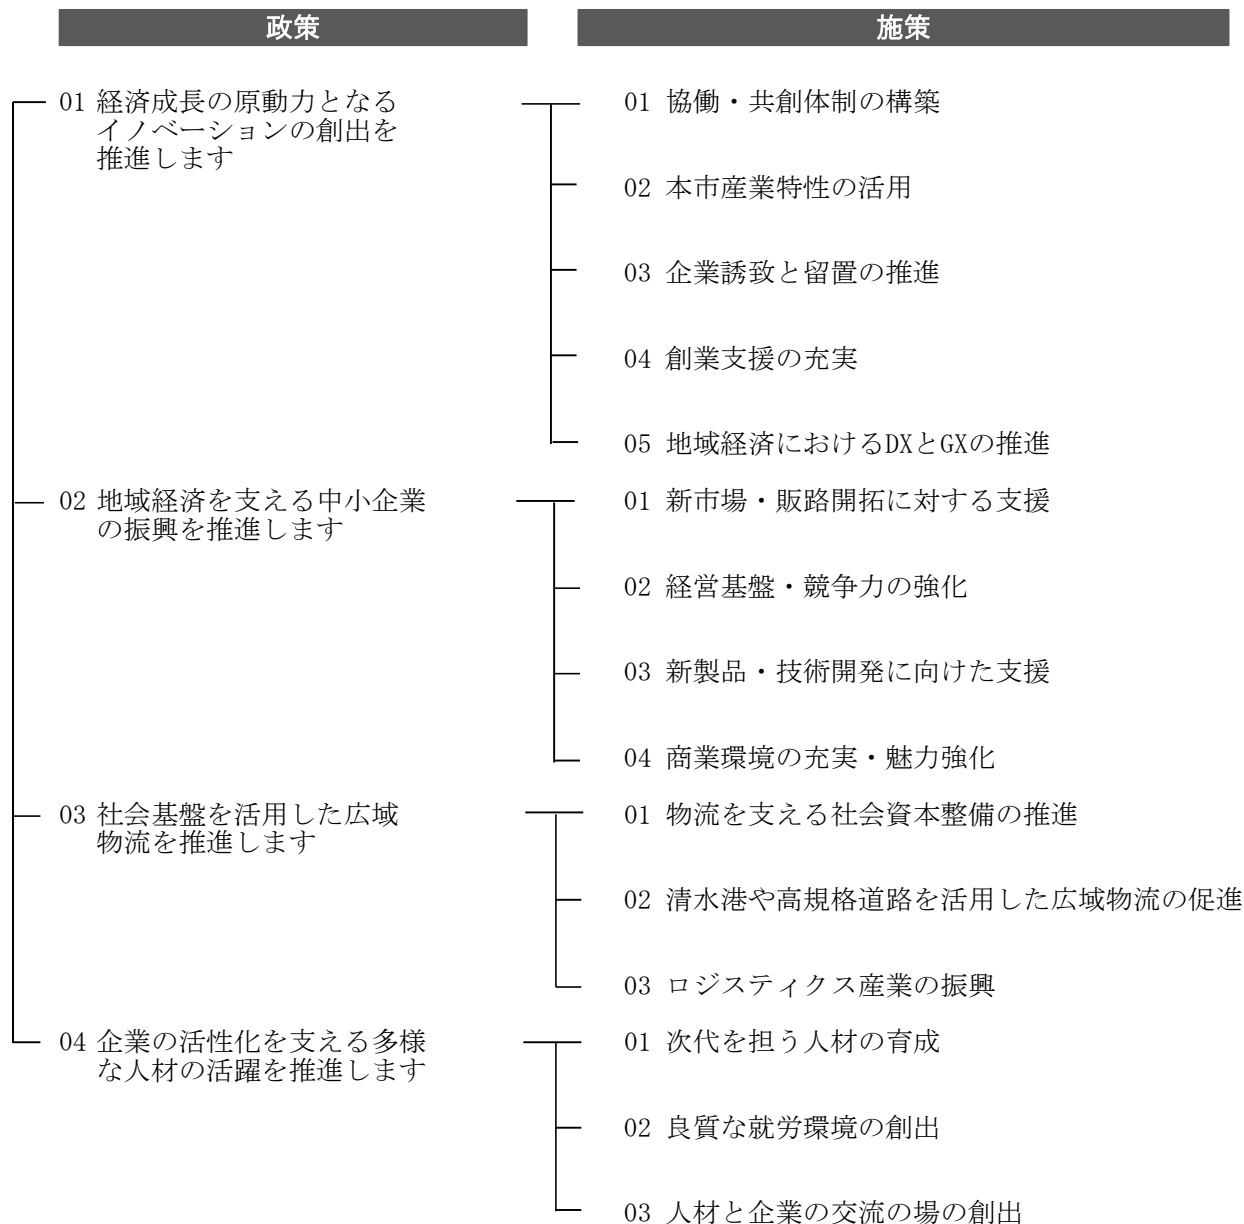 政策
施策
01 経済成長の原動力となる
イノベーションの創出を
推進します
01 協働・共創体制の構築
02 本市産業特性の活用
03 企業誘致と留置の推進
04 創業支援の充実
05 地域経済におけるDXとGXの推進
02 地域経済を支える中小企業
の振興を推進します
01 新市場・販路開拓に対する支援
02 経営基盤・競争力の強化
03 新製品・技術開発に向けた支援
04 商業環境の充実・魅力強化
03 社会基盤を活用した広域
物流を推進します
01 物流を支える社会資本整備の推進
02 清水港や高規格道路を活用した広域物流の促進
03 ロジスティクス産業の振興
04 企業の活性化を支える多様
な人材の活躍を推進します
01 次代を担う人材の育成
02 良質な就労環境の創出
03 人材と企業の交流の場の創出